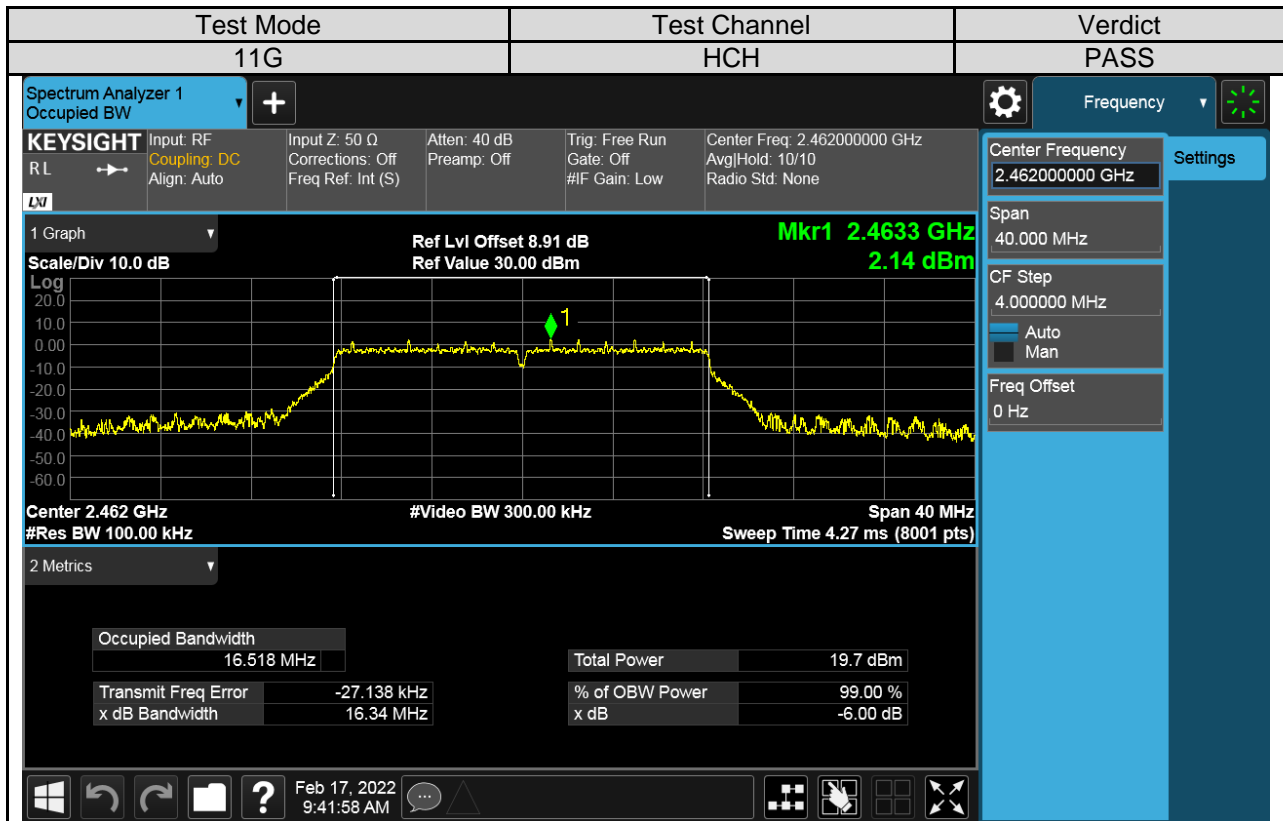 Test Mode Test Channel Verdict
11G HCH PASS
Spectrum Analyzer 1
Occupied BW
+
Frequency
KEYSIGHT Input: RF Input Z: 50 Ω Atten: 40 dB Trig: Free Run Center Freq: 2.462000000 GHz
RL Coupling: DC Corrections: Off Preamp: Off Gate: Off Avg|Hold: 10/10
Align: Auto Freq Ref: Int (S) #IF Gain: Low Radio Std: None
LXI
Center Frequency
2.462000000 GHz
Settings
Span
40.000 MHz
CF Step
4.000000 MHz
Auto
Man
Freq Offset
0 Hz
1 Graph Ref Lvl Offset 8.91 dB Mkr1 2.4633 GHz
Scale/Div 10.0 dB Ref Value 30.00 dBm 2.14 dBm
Log
20.0
10.0
0.00
-10.0
-20.0
-30.0
-40.0
-50.0
-60.0
1
Center 2.462 GHz #Video BW 300.00 kHz Span 40 MHz
#Res BW 100.00 kHz Sweep Time 4.27 ms (8001 pts)
2 Metrics
Occupied Bandwidth
16.518 MHz Total Power 19.7 dBm
Transmit Freq Error -27.138 kHz % of OBW Power 99.00 %
x dB Bandwidth 16.34 MHz x dB -6.00 dB
? Feb 17, 2022
9:41:58 AM